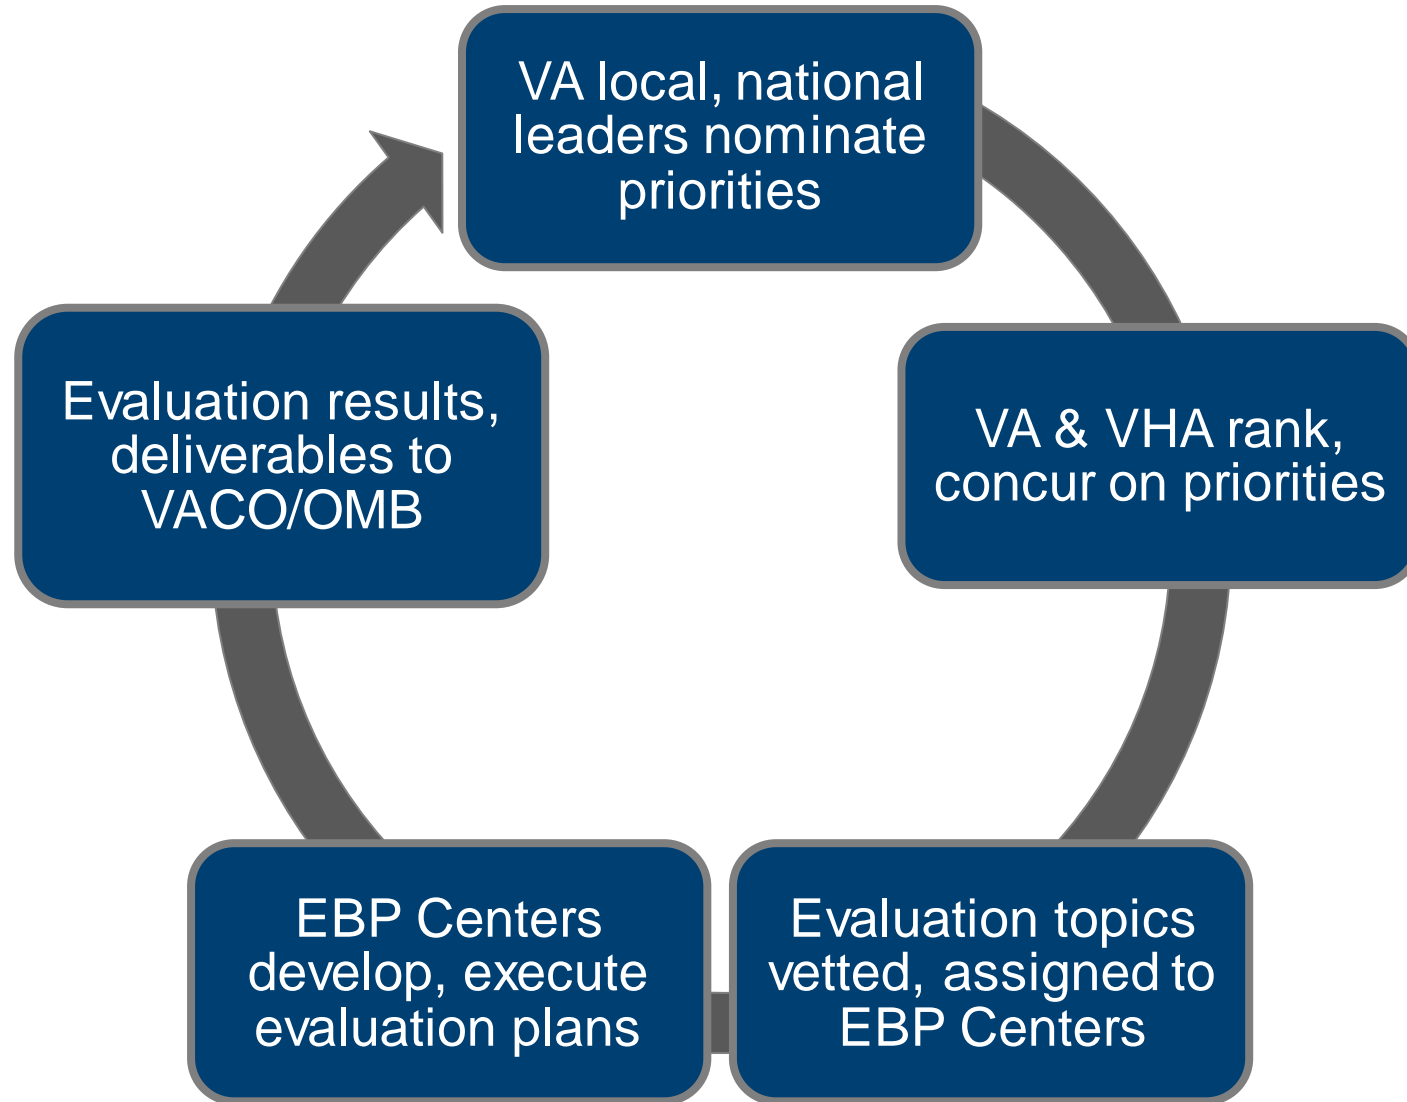 VA local, national
leaders nominate
priorities
VA & VHA rank,
concur on priorities
Evaluation topics
vetted, assigned to
EBP Centers
EBP Centers
develop, execute
evaluation plans
Evaluation results,
deliverables to
VACO/OMB